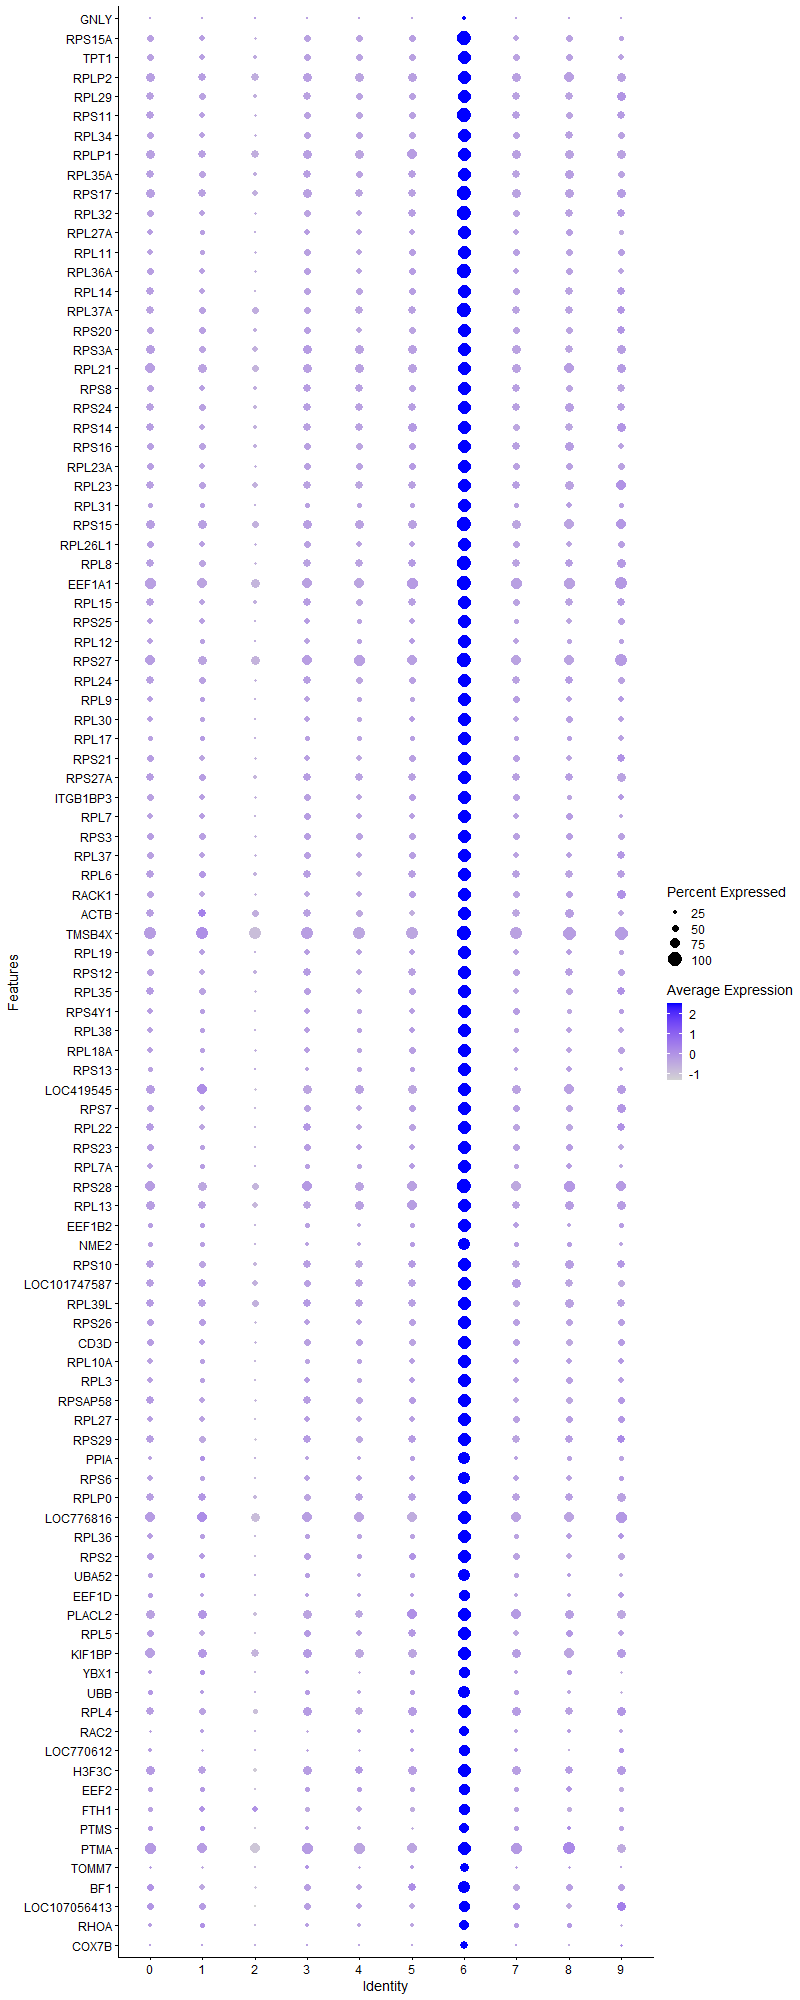 GNLY
RPS15A
TPT1
RPLP2
RPL29
RPS11
RPL34
RPLP1
RPL35A
RPS17
RPL32
RPL27A
RPL11
RPL36A
RPL14
RPL37A
RPS20
RPS3A
RPL21
RPS8
RPS24
RPS14
RPS16
RPL23A
RPL23
RPL31
RPS15
RPL26L1
RPL8
EEF1A1
RPL15
RPS25
RPL12
RPS27
RPL24
RPL9
RPL30
RPL17
RPS21
RPS27A
ITGB1BP3
RPL7
RPS3
RPL37
RPL6
RACK1
ACTB
TMSB4X
RPL19
RPS12
RPL35
RPS4Y1
RPL38
RPL18A
RPS13
LOC419545
RPS7
RPL22
RPS23
RPL7A
RPS28
RPL13
EEF1B2
NME2
RPS10
LOC101747587
RPL39L
RPS26
CD3D
RPL10A
RPL3
RPSAP58
RPL27
RPS29
PPIA
RPS6
RPLP0
LOC776816
RPL36
RPS2
UBA52
EEF1D
PLACL2
RPL5
KIF1BP
YBX1
UBB
RPL4
RAC2
LOC770612
H3F3C
EEF2
FTH1
PTMS
PTMA
TOMM7
BF1
LOC107056413
RHOA
COX7B
Features
0 1 2 3 4 5 6 7 8 9
Identity
Percent Expressed
25
50
75
100
Average Expression
2
1
0
-1